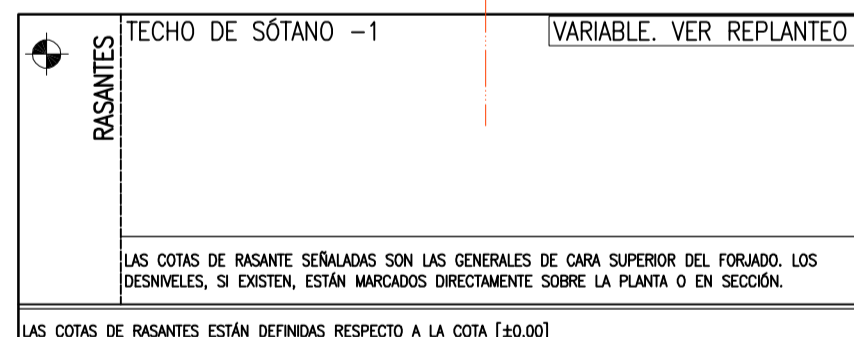 RASANTES
TECHO DE SÓTANO -1
VARIABLE. VER REPLANTEO
LAS COTAS DE RASANTE SEÑALADAS SON LAS GENERALES DE CARA SUPERIOR DEL FORJADO. LOS
DESNIVELES, SI EXISTEN, ESTÁN MARCADOS DIRECTAMENTE SOBRE LA PLANTA O EN SECCIÓN.
LAS COTAS DE RASANTES ESTÁN DEFINIDAS RESPECTO A LA COTA [±0.00]